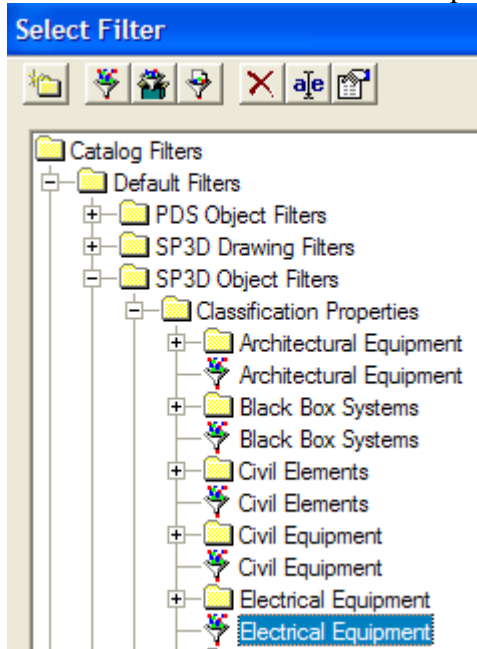 Select Filter
a e
Catalog Filters
Default Filters
PDS Object Filters
SP3D Drawing Filters
SP3D Object Filters
Classification Properties
Architectural Equipment
Architectural Equipment
Black Box Systems
Black Box Systems
Civil Elements
Civil Elements
Civil Equipment
Civil Equipment
Electrical Equipment
Electrical Equipment